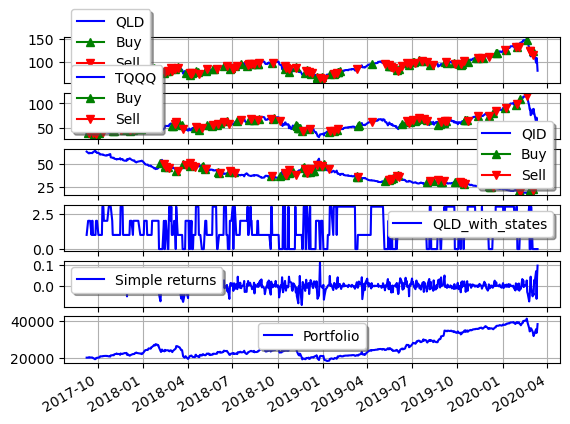 QLD
Buy
Sell
150
100
TQQQ
Buy
Sell
100
50
QID
Buy
Sell
50
25
QLD_with_states
2.5
0.0
Simple returns
0.1
0.0
Portfolio
40000
20000
2017-10
2018-01
2018-04
2018-07
2018-10
2019-01
2019-04
2019-07
2019-10
2020-01
2020-04